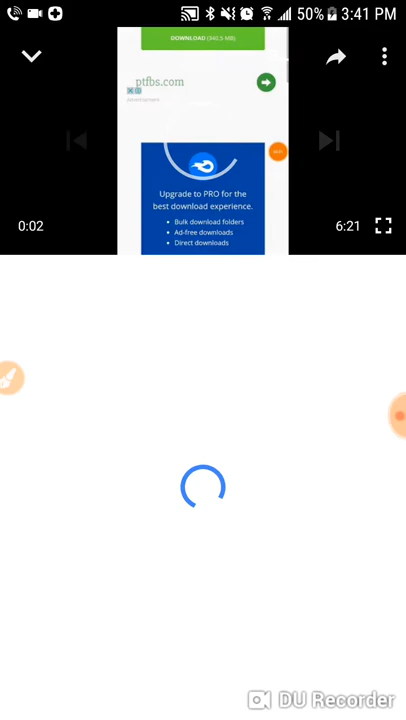 50% 3:41 PM
DOWNLOAD (340.5 MB)
ptfbs.com
Advertisement
Upgrade to PRO for the
best download experience.
• Bulk download folders
• Ad-free downloads
• Direct downloads
0:02
6:21
DU Recorder